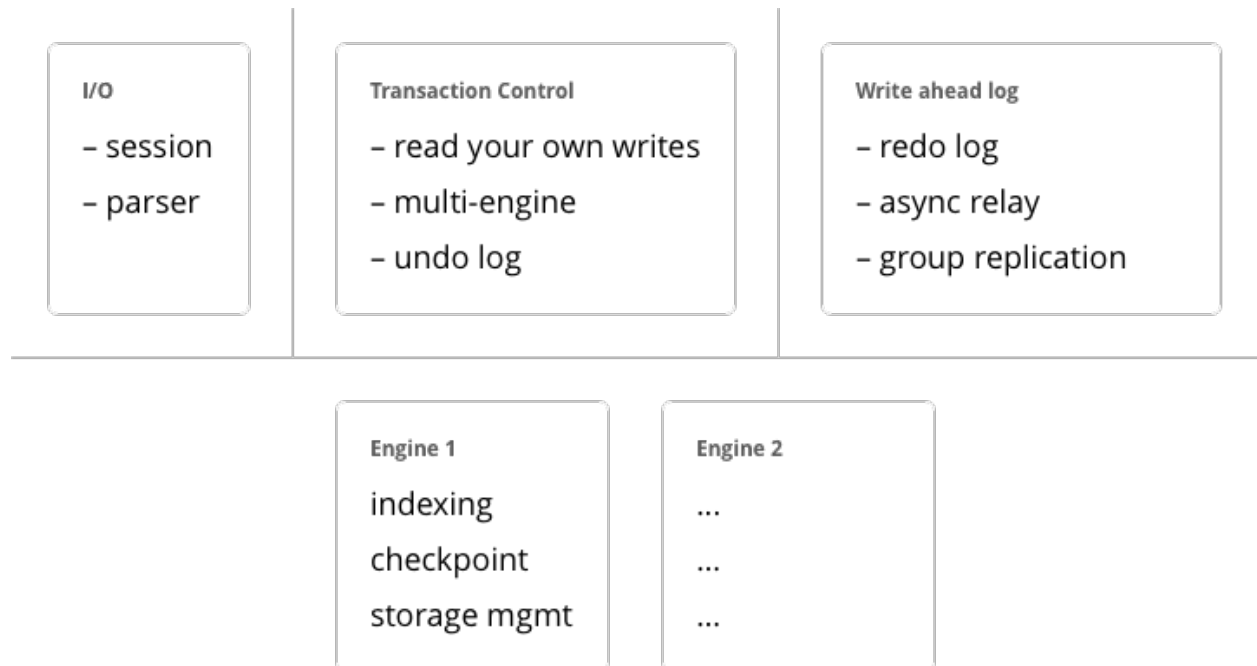 I/O
– session
– parser
Transaction Control
– read your own writes
– multi-engine
– undo log
Write ahead log
– redo log
– async relay
– group replication
Engine 1
indexing
checkpoint
storage mgmt
Engine 2
...
...
...